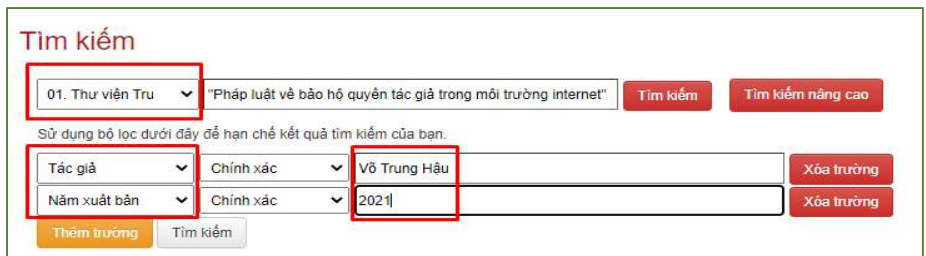 Tìm kiếm
01. Thư viện Tru "Pháp luật về bảo hộ quyền tác giả trong môi trường internet" Tìm kiếm Tìm kiếm nâng cao
Sử dụng bộ lọc dưới đây để hạn chế kết quả tìm kiếm của bạn.
Tác giả Chính xác Võ Trung Hậu Xóa trường
Năm xuất bản Chính xác 2021 Xóa trường
Thêm trường Tìm kiếm